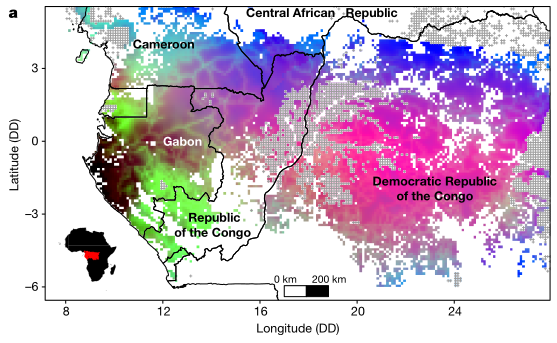 a
Central African Republic
Cameroon
3
Gabon
0
Latitude (DD)
Democratic Republic
of the Congo
−3
Republic
of the Congo
0 km 200 km
−6
8 12 16 20 24
Longitude (DD)